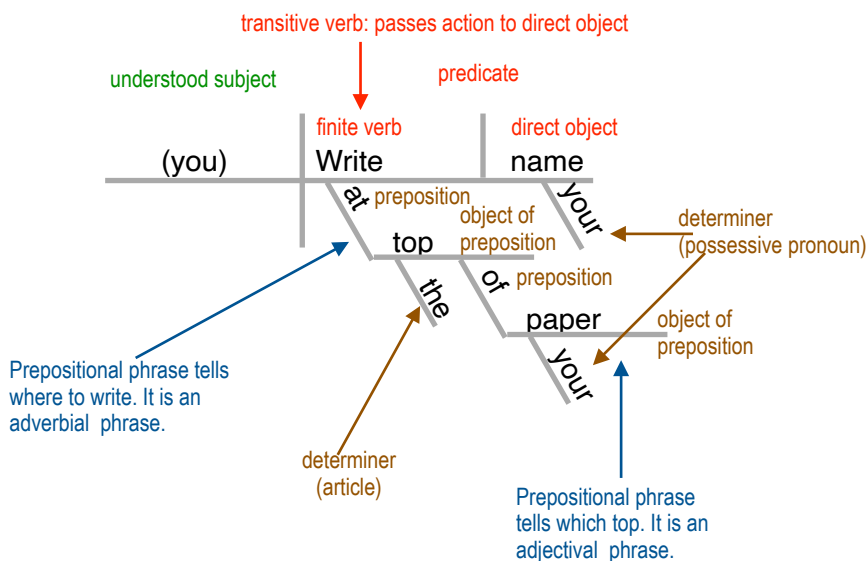 transitive verb: passes action to direct object
understood subject
predicate
finite verb
direct object
(you)
Write
name
at
preposition
your
object of
preposition
determiner
(possessive pronoun)
top
the
of
preposition
paper
object of
preposition
your
Prepositional phrase tells
where to write. It is an
adverbial phrase.
determiner
(article)
Prepositional phrase
tells which top. It is an
adjectival phrase.